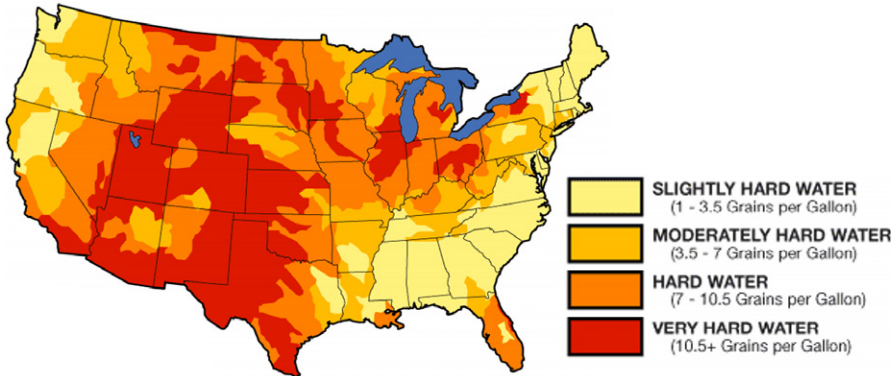 SLIGHTLY HARD WATER
(1 - 3.5 Grains per Gallon)
MODERATELY HARD WATER
(3.5 - 7 Grains per Gallon)
HARD WATER
(7 - 10.5 Grains per Gallon)
VERY HARD WATER
(10.5+ Grains per Gallon)